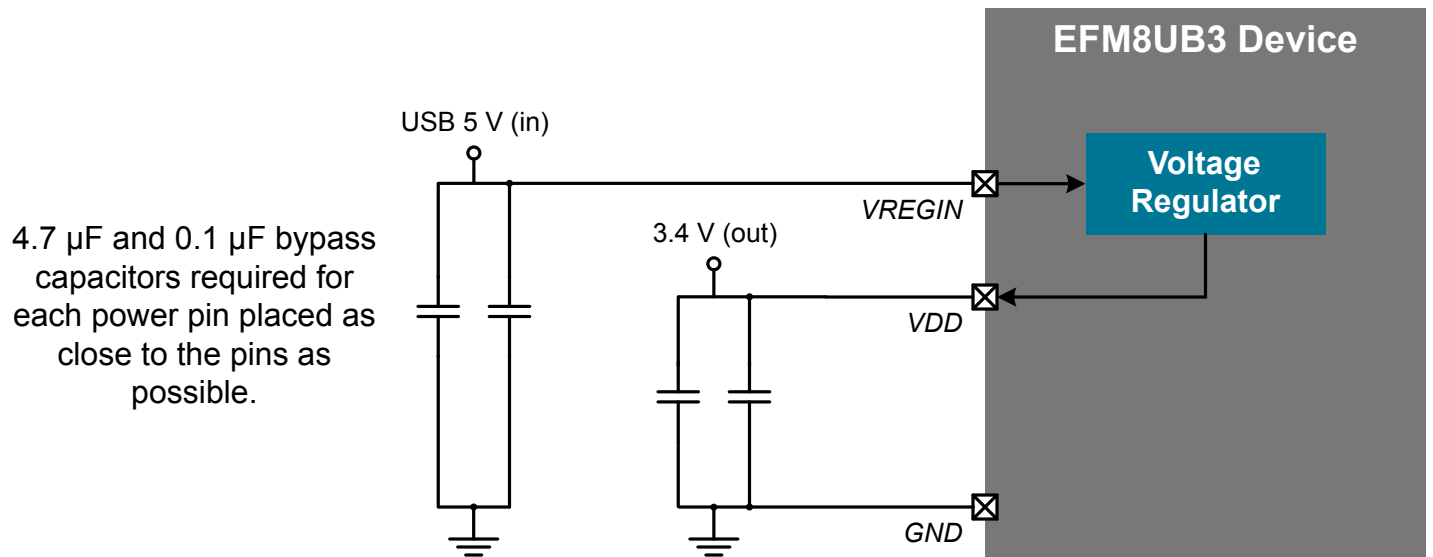 EFM8UB3 Device
USB 5 V (in)
Voltage
Regulator
VREGIN
4.7 µF and 0.1 µF bypass
capacitors required for
each power pin placed as
close to the pins as
possible.
3.4 V (out)
VDD
GND